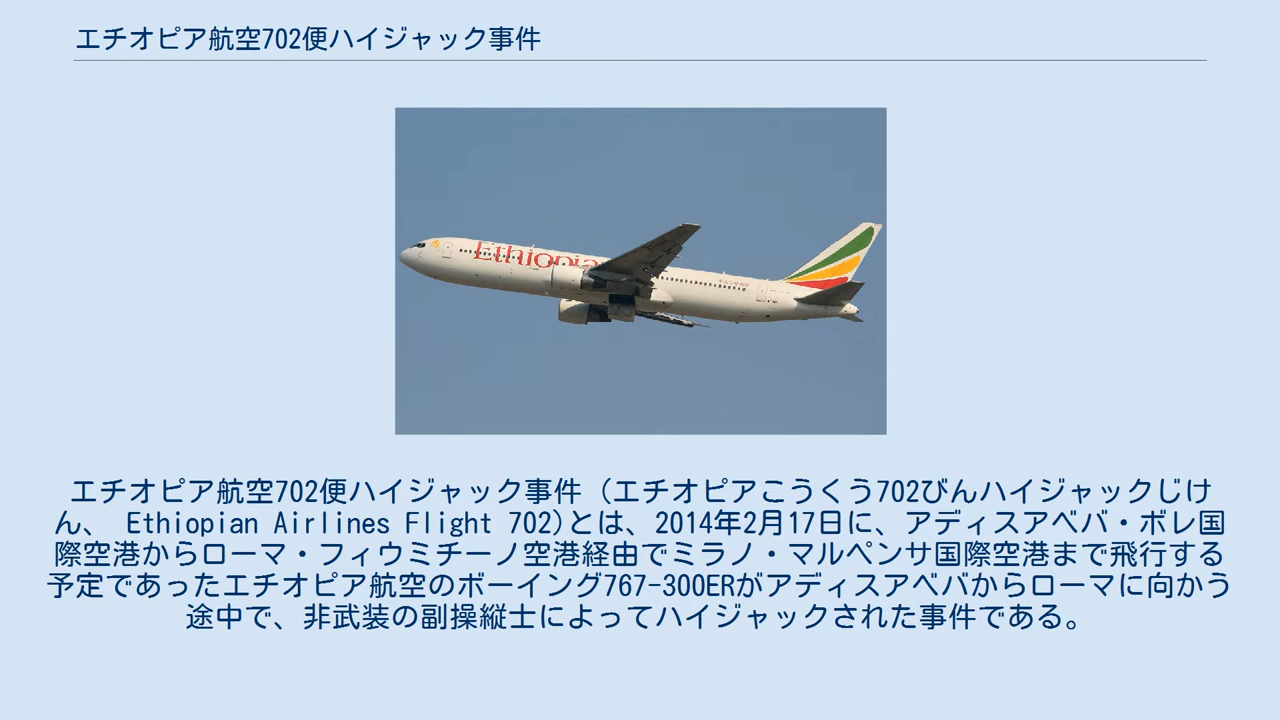 エチオピア航空702便ハイジャック事件
Ethiopian
エチオピア航空702便ハイジャック事件（エチオピアこうくう702びんハイジャックじけ
ん、 Ethiopian Airlines Flight 702)とは、2014年2月17日に、アディスアベバ・ボレ国
際空港からローマ・フィウミチーノ空港経由でミラノ・マルペンサ国際空港まで飛行する
予定であったエチオピア航空のボーイング767-300ERがアディスアベバからローマに向かう
途中で、非武装の副操縦士によってハイジャックされた事件である。